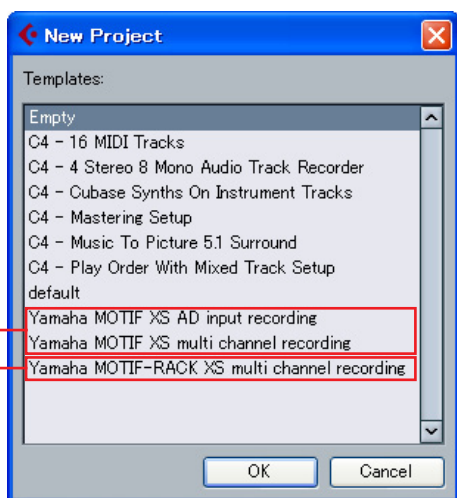 New Project
Templates:
Empty
C4 - 16 MIDI Tracks
C4 - 4 Stereo 8 Mono Audio Track Recorder
C4 - Cubase Synths On Instrument Tracks
C4 - Mastering Setup
C4 - Music To Picture 5.1 Surround
C4 - Play Order With Mixed Track Setup
default
Yamaha MOTIF XS AD input recording
Yamaha MOTIF XS multi channel recording
Yamaha MOTIF-RACK XS multi channel recording
OK Cancel